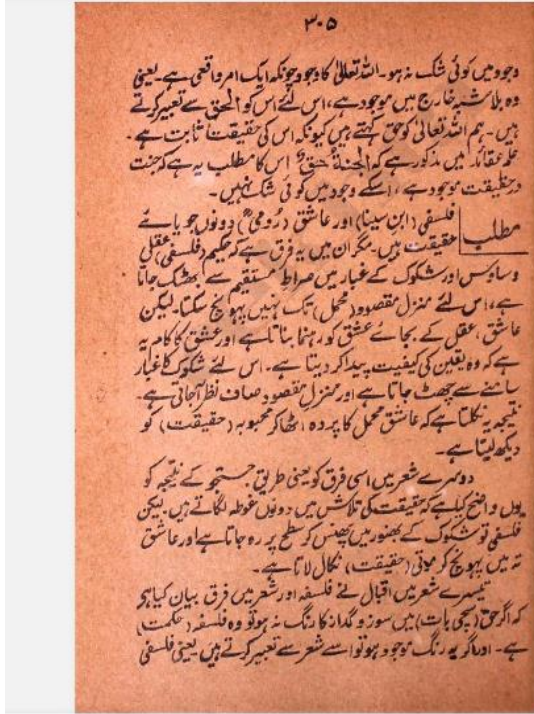 ۳۰۵
وجود میں کوئی شک نہ ہو۔ اللہ تعالیٰ کا وجود چونکہ ایک امر واقعی ہے۔ یعنی
وہ بلا شبہ خارج میں موجود ہے، اس لئے اس کو الحق سے تعبیر کرتے
ہیں۔ ہم اللہ تعالیٰ کو حق کہتے ہیں کیونکہ اس کی حقیقت ثابت ہے۔
علم عقائد میں مذکور ہے کہ الجنۃ حق اس کا مطلب یہ ہے کہ جنت
در حقیقت موجود ہے، اسکے وجود میں کوئی شک نہیں۔
مطلب فلسفی (ابن سینا) اور عاشق (رومی) دونوں جویائے
حقیقت ہیں۔ مگر ان میں یہ فرق ہے کہ حکیم (فلسفی) عقلی
وساوس اور شکوک کے غبار میں صراط مستقیم سے بھٹک جاتا
ہے، اس لئے منزل مقصود (محمل) تک نہیں پہونچ سکتا۔ لیکن
عاشق، عقل کے بجائے عشق کو رہنما بناتا ہے اور عشق کا کام یہ
ہے کہ وہ یقین کی کیفیت پیدا کر دیتا ہے۔ اس لئے شکوک کا غبار
سامنے سے چھٹ جاتا ہے اور منزل مقصود صاف نظر آجاتی ہے۔
نتیجہ یہ نکلتا ہے کہ عاشق محمل کا پردہ اٹھا کر محبوبہ (حقیقت) کو
دیکھ لیتا ہے۔
دوسرے شعر میں اسی فرق کو یعنی طریق جستجو کے نتیجہ کو
یوں واضح کیا ہے کہ حقیقت کی تلاش میں دونوں غوطہ لگاتے ہیں۔ لیکن
فلسفی تو شکوک کے بھنور میں پھنس کر سطح پر رہ جاتا ہے اور عاشق
تہ میں پہونچ کر موتی (حقیقت) نکال لاتا ہے۔
تیسرے شعر میں اقبال نے فلسفہ اور شعر میں فرق بیان کیا ہے
کہ اگر حق (سچی بات) میں سوز و گداز کا رنگ نہ ہو تو وہ فلسفہ (حکمت)
ہے۔ اور اگر یہ رنگ موجود ہو تو اسے شعر سے تعبیر کرتے ہیں یعنی فلسفی